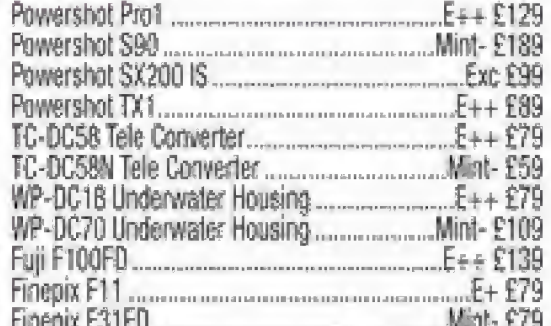 Powershot Pro1 ........ E++ £129
Powershot S90 ........ Mint- £189
Powershot SX200 IS ........ Exc £99
Powershot TX1 ........ E++ £89
TC-DC58 Tele Converter ........ E++ £79
TC-DC58N Tele Converter ........ Mint- £59
WP-DC18 Underwater Housing ........ E++ £79
WP-DC70 Underwater Housing ........ Mint- £109
Fuji F100FD ........ E++ £139
Finepix F11 ........ E+ £79
Finepix F31FD ........ Mint- £79